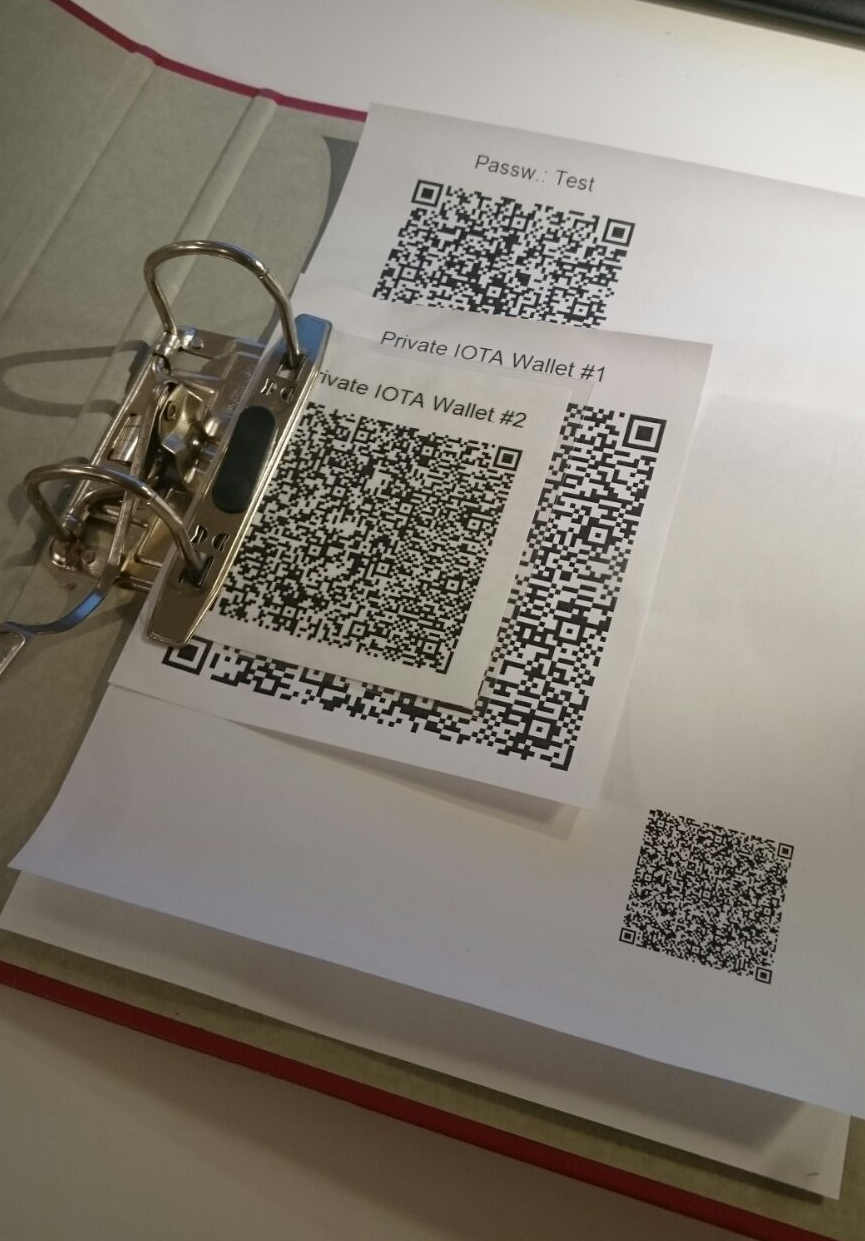 Passw.: Test
Private IOTA Wallet #1
rivate IOTA Wallet #2